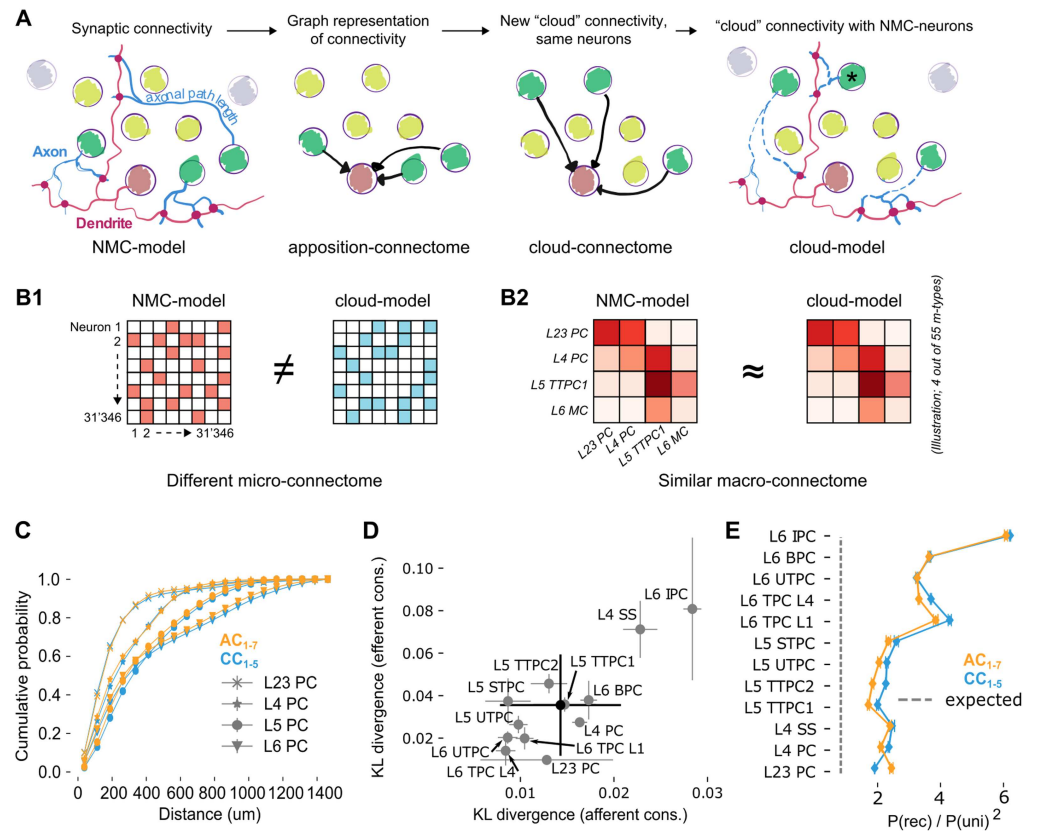 A
Synaptic connectivity
Graph representation
of connectivity
New “cloud” connectivity,
same neurons
“cloud” connectivity with NMC-neurons
axonal path length
Axon
Dendrite
*
NMC-model
apposition-connectome
cloud-connectome
cloud-model
B1
NMC-model
cloud-model
Neuron 1
2
31'346
1 2
31'346
≠
Different micro-connectome
B2
NMC-model
cloud-model
L23 PC
L4 PC
L5 TTPC1
L6 MC
L23 PC
L4 PC
L5 TTPC1
L6 MC
≈
(Illustration; 4 out of 55 m-types)
Similar macro-connectome
C
Cumulative probability
1.0
0.8
0.6
0.4
0.2
0.0
AC1-7
CC1-5
L23 PC
L4 PC
L5 PC
L6 PC
0 200 400 600 800 1000 1200 1400
Distance (um)
D
KL divergence (efferent cons.)
0.10
0.08
0.06
0.04
0.02
L6 IPC
L4 SS
L5 TTPC2
L5 TTPC1
L5 STPC
L6 BPC
L5 UTPC
L4 PC
L6 UTPC
L6 TPC L1
L6 TPC L4
L23 PC
0.01 0.02 0.03
KL divergence (afferent cons.)
E
L6 IPC
L6 BPC
L6 UTPC
L6 TPC L4
L6 TPC L1
L5 STPC
L5 UTPC
L5 TTPC2
L5 TTPC1
L4 SS
L4 PC
L23 PC
AC1-7
CC1-5
expected
2 4 6
P(rec) / P(uni)2